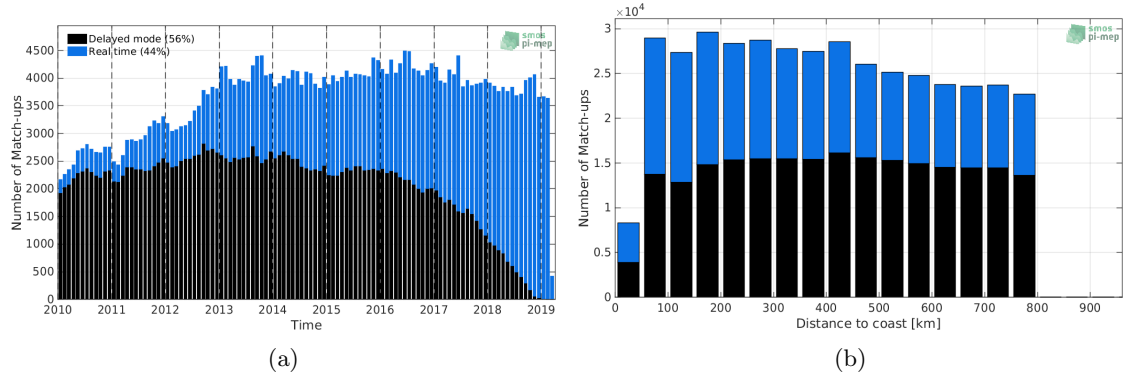 Delayed mode (56%)
Real time (44%)
smos
pi-mep
4500
4000
3500
3000
2500
2000
1500
1000
500
0
Number of Match-ups
2010 2011 2012 2013 2014 2015 2016 2017 2018 2019
Time
(a)
×10⁴
smos
pi-mep
3
2.5
2
1.5
1
0.5
0
Number of Match-ups
0 100 200 300 400 500 600 700 800 900
Distance to coast [km]
(b)